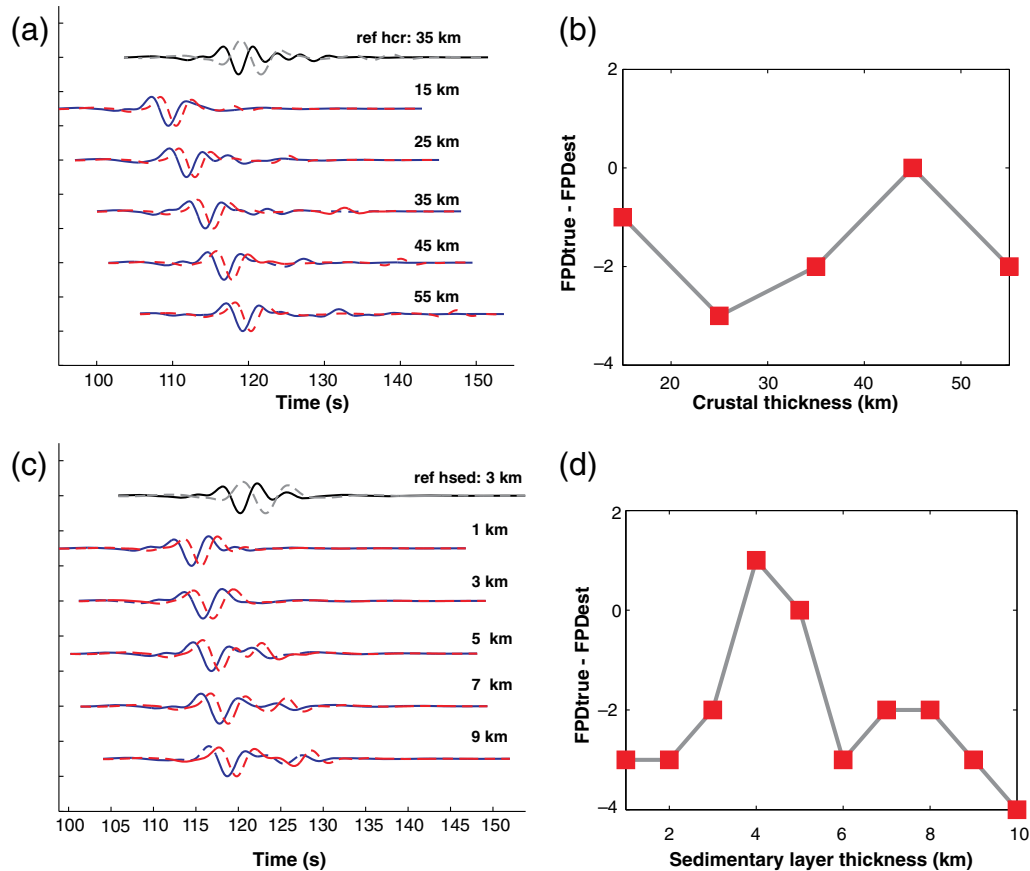 (a)
ref hcr: 35 km
15 km
25 km
35 km
45 km
55 km
100 110 120 130 140 150
Time (s)
(b)
2
0
−2
−4
FPDtrue - FPDest
20 30 40 50
Crustal thickness (km)
(c)
ref hsed: 3 km
1 km
3 km
5 km
7 km
9 km
100 105 110 115 120 125 130 135 140 145 150
Time (s)
(d)
2
0
−2
−4
FPDtrue - FPDest
2 4 6 8 10
Sedimentary layer thickness (km)